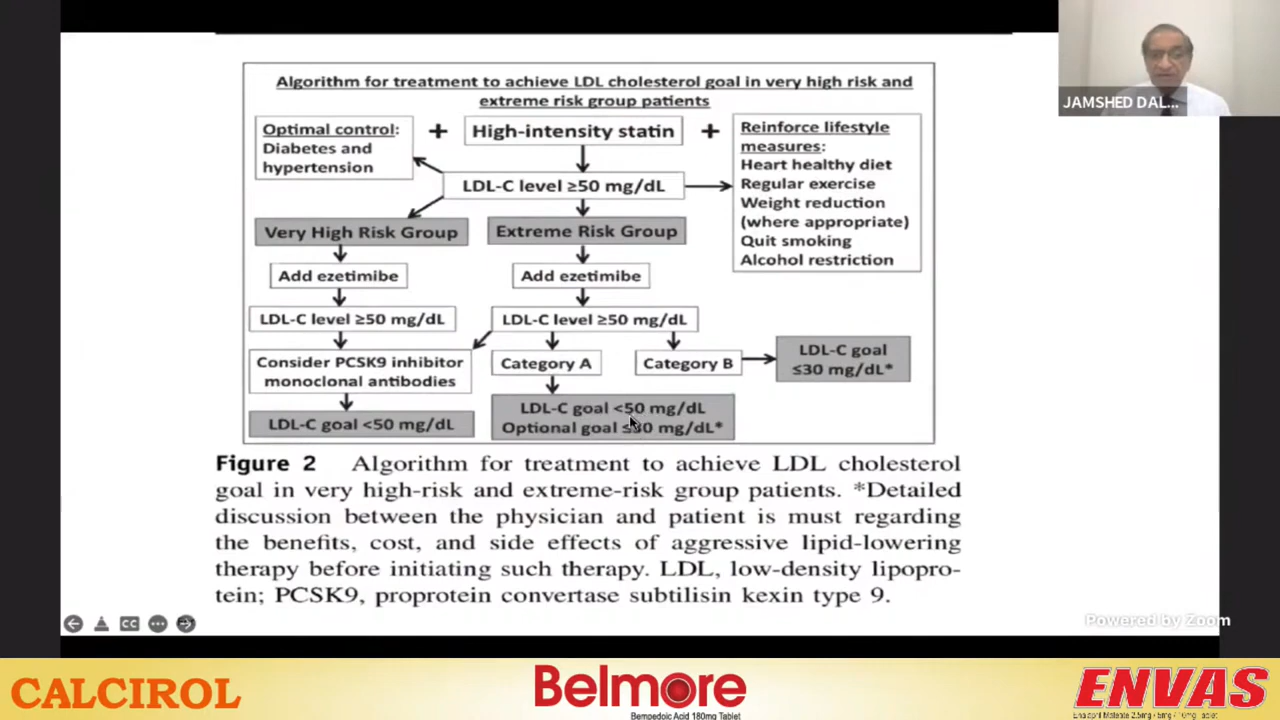 Algorithm for treatment to achieve LDL cholesterol goal in very high risk and
extreme risk group patients
Optimal control:
Diabetes and
hypertension
+
High-intensity statin
+
Reinforce lifestyle
measures:
Heart healthy diet
Regular exercise
Weight reduction
(where appropriate)
Quit smoking
Alcohol restriction
LDL-C level ≥50 mg/dL
Very High Risk Group
Extreme Risk Group
Add ezetimibe
Add ezetimibe
LDL-C level ≥50 mg/dL
LDL-C level ≥50 mg/dL
Consider PCSK9 inhibitor
monoclonal antibodies
Category A
Category B
LDL-C goal
≤30 mg/dL*
LDL-C goal <50 mg/dL
LDL-C goal <50 mg/dL
Optional goal ≤30 mg/dL*
Figure 2 Algorithm for treatment to achieve LDL cholesterol
goal in very high-risk and extreme-risk group patients. *Detailed
discussion between the physician and patient is must regarding
the benefits, cost, and side effects of aggressive lipid-lowering
therapy before initiating such therapy. LDL, low-density lipopro-
tein; PCSK9, proprotein convertase subtilisin kexin type 9.
JAMSHED DAL...
CC
Powered by Zoom
CALCIROL
Belmore
Bempedoic Acid 180mg Tablet
ENVAS
Enalapril Maleate 2.5mg / 5mg / 10mg Tablet